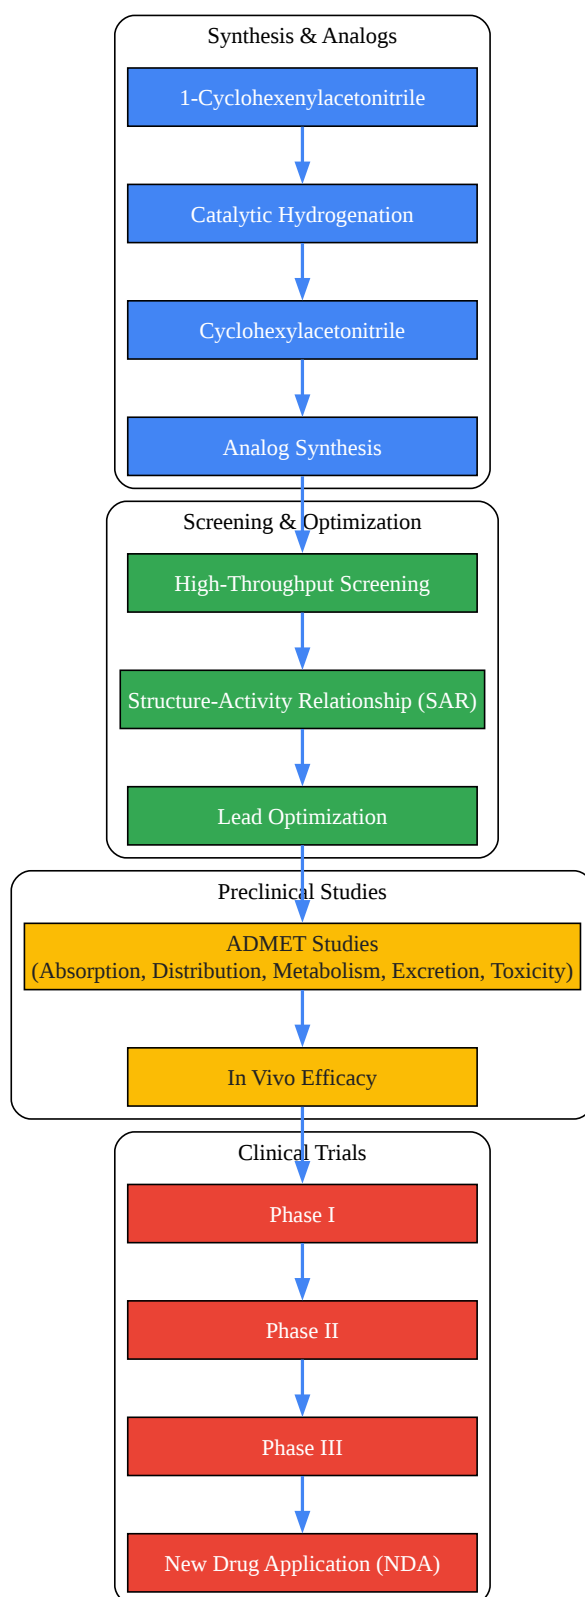 Synthesis & Analogs
1-Cyclohexenylacetonitrile
Catalytic Hydrogenation
Cyclohexylacetonitrile
Analog Synthesis
Screening & Optimization
High-Throughput Screening
Structure-Activity Relationship (SAR)
Lead Optimization
Preclinical Studies
ADMET Studies
(Absorption, Distribution, Metabolism, Excretion, Toxicity)
In Vivo Efficacy
Clinical Trials
Phase I
Phase II
Phase III
New Drug Application (NDA)